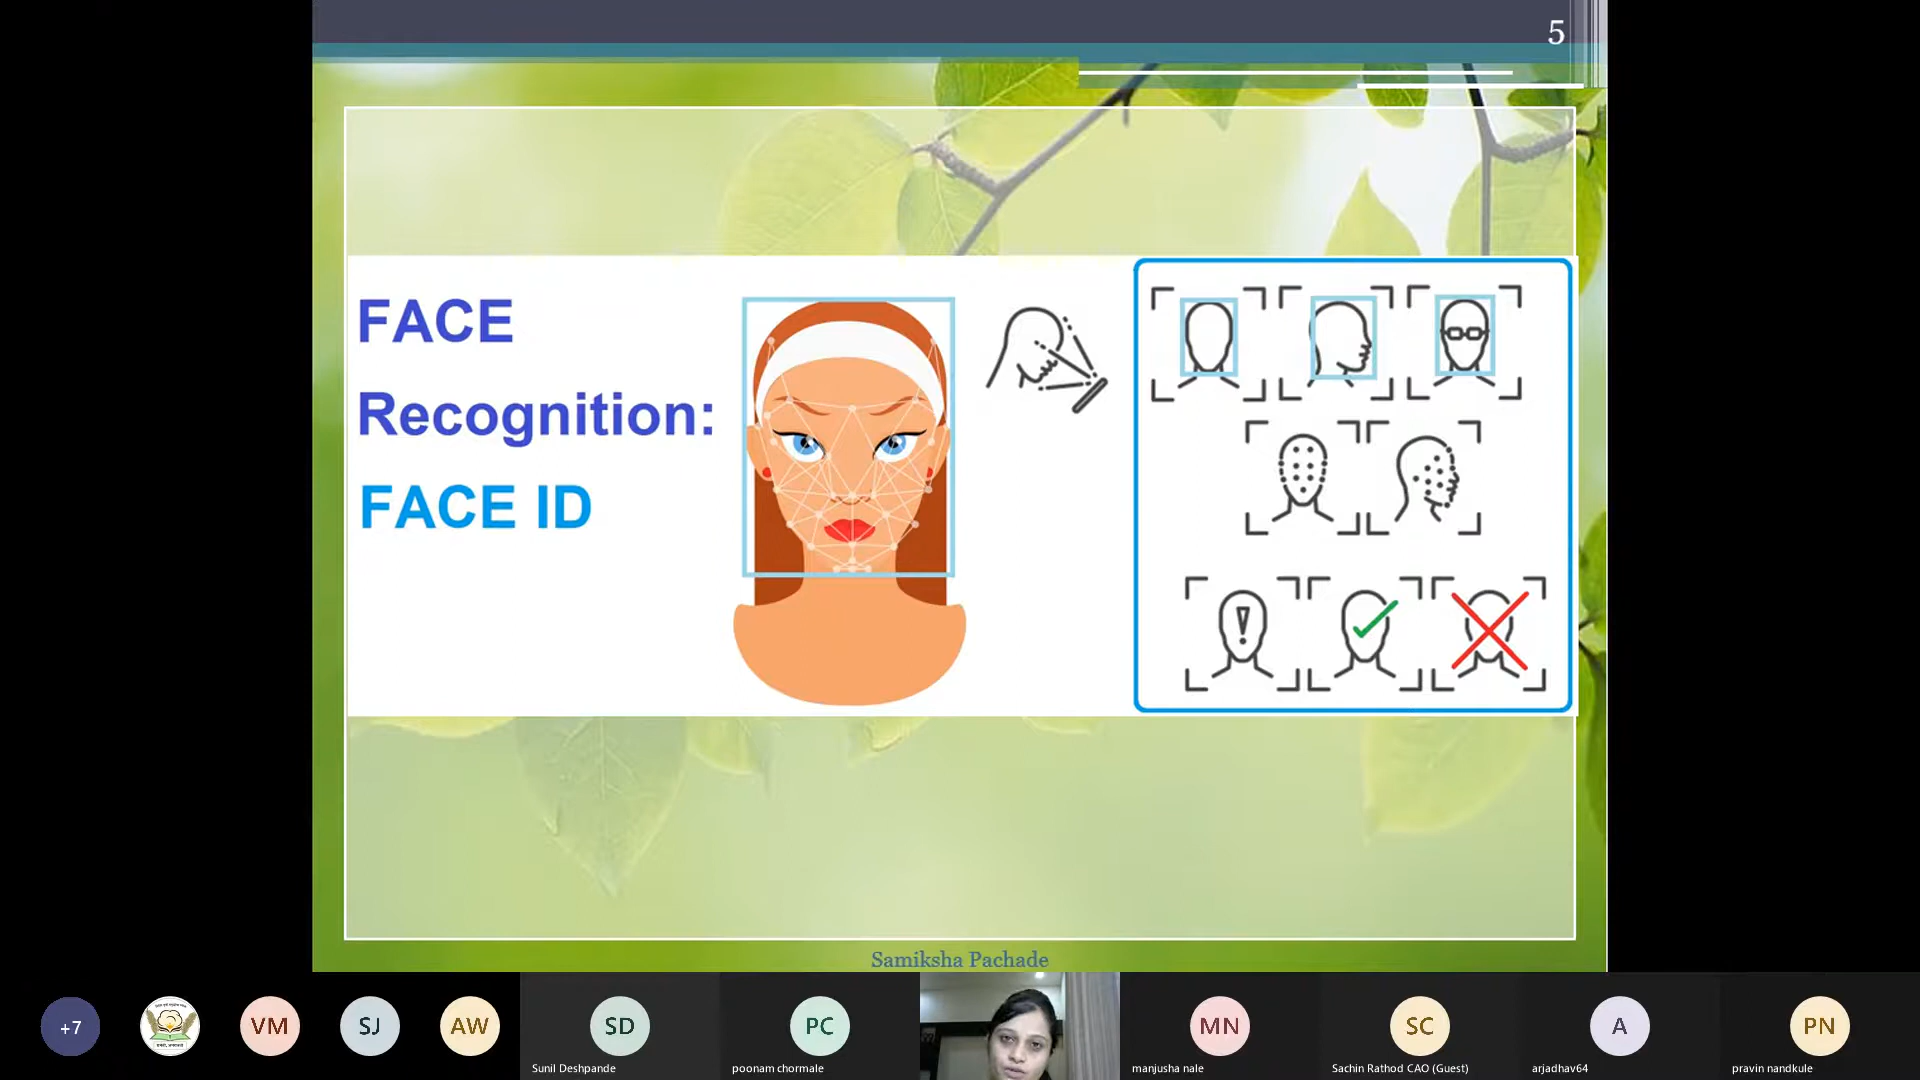 5
FACE
Recognition:
FACE ID
Samiksha Pachade
+7
VM
SJ
AW
SD
Sunil Deshpande
PC
poonam chormale
MN
manjusha nale
SC
Sachin Rathod CAO (Guest)
A
arjadhav64
PN
pravin nandkule